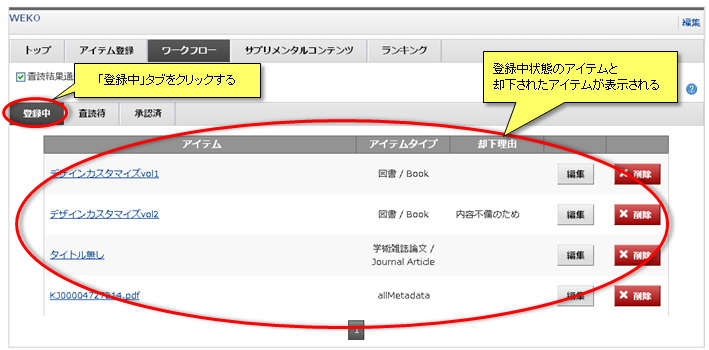 WEKO
編集
トップ アイテム登録 ワークフロー サプリメンタルコンテンツ ランキング
査読結果通
「登録中」タブをクリックする
登録中状態のアイテムと
却下されたアイテムが表示される
登録中 査読待 承認済
アイテム アイテムタイプ 却下理由
デザインカスタマイズvol1 図書 / Book 編集 削除
デザインカスタマイズvol2 図書 / Book 内容不備のため 編集 削除
タイトル無し 学術雑誌論文 /
Journal Article 編集 削除
KJ00004727814.pdf allMetadata 編集 削除
1